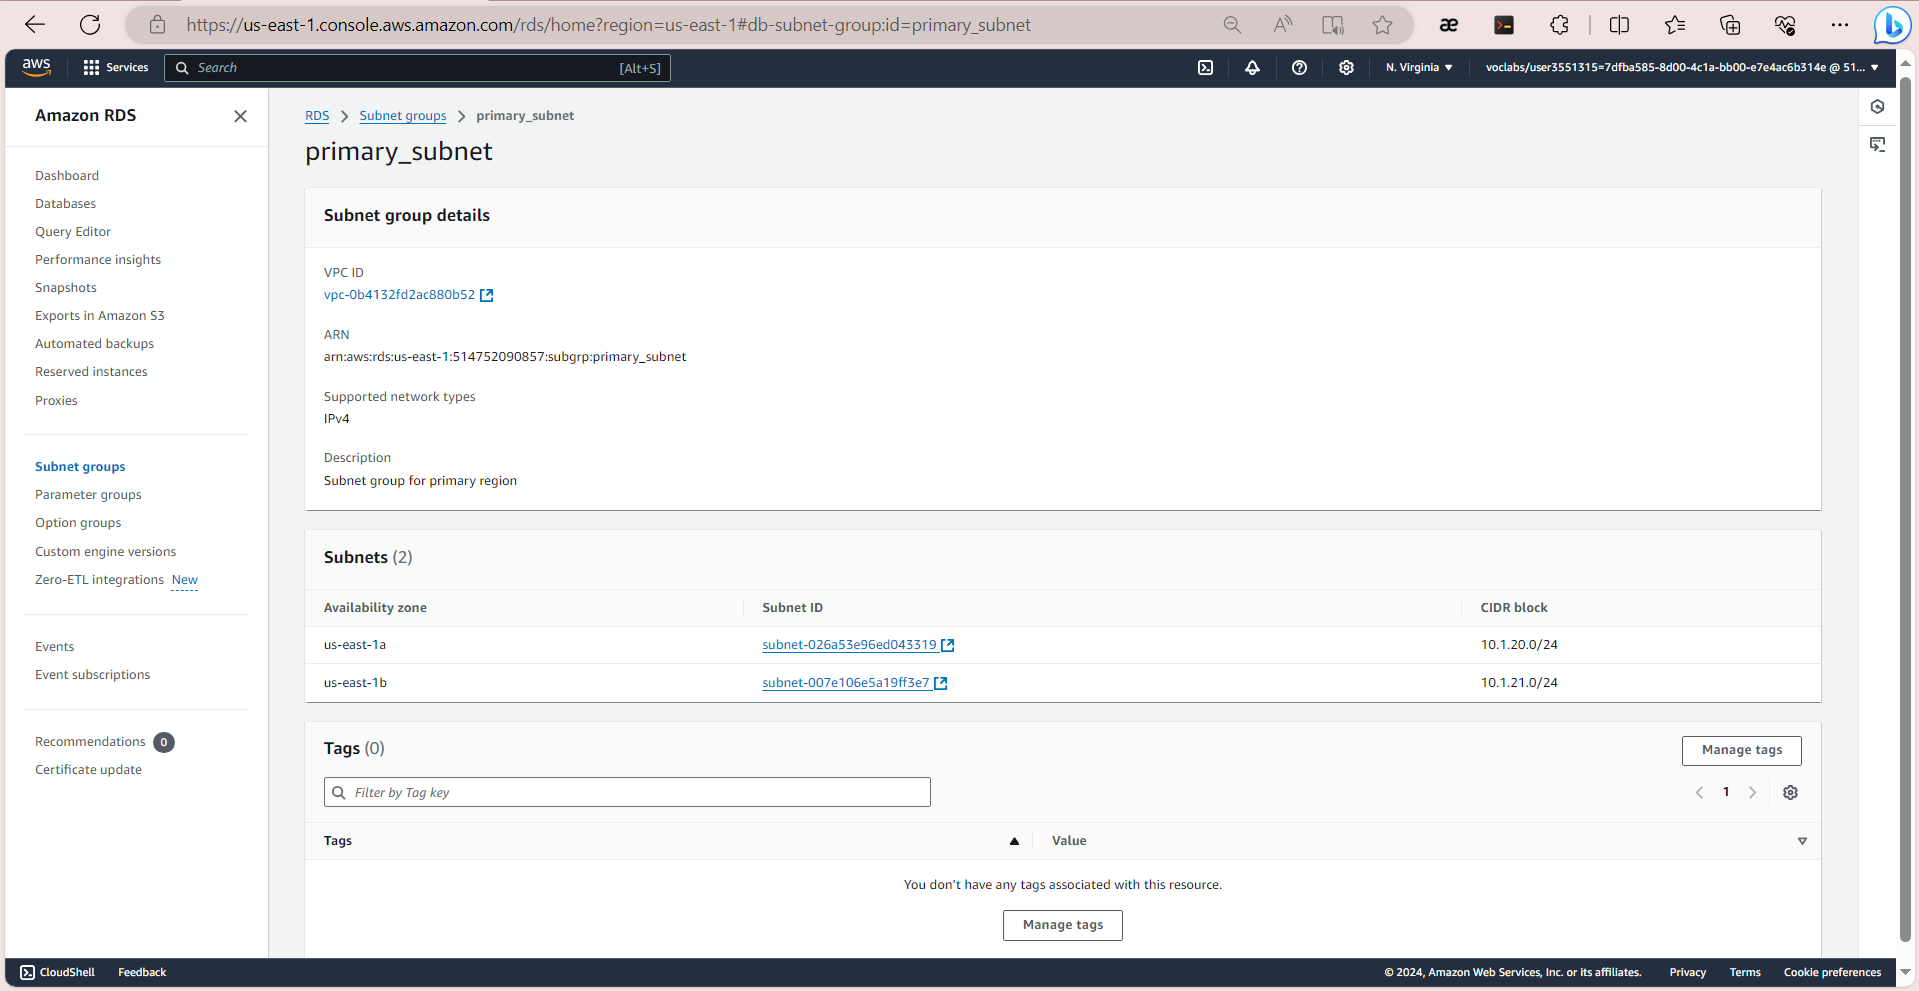 https://us-east-1.console.aws.amazon.com/rds/home?region=us-east-1#db-subnet-group:id=primary_subnet
aws
Services
Search
[Alt+S]
N. Virginia
voclabs/user3551315=7dfba585-8d00-4c1a-bb00-e7e4ac6b314e @ 51...
Amazon RDS
Dashboard
Databases
Query Editor
Performance insights
Snapshots
Exports in Amazon S3
Automated backups
Reserved instances
Proxies
Subnet groups
Parameter groups
Option groups
Custom engine versions
Zero-ETL integrations New
Events
Event subscriptions
Recommendations 0
Certificate update
RDS > Subnet groups > primary_subnet
primary_subnet
Subnet group details
VPC ID
vpc-0b4132fd2ac880b52
ARN
arn:aws:rds:us-east-1:514752090857:subgrp:primary_subnet
Supported network types
IPv4
Description
Subnet group for primary region
Subnets (2)
Availability zone Subnet ID CIDR block
us-east-1a subnet-026a53e96ed043319 10.1.20.0/24
us-east-1b subnet-007e106e5a19ff3e7 10.1.21.0/24
Tags (0)
Manage tags
Filter by Tag key
1
Tags Value
You don't have any tags associated with this resource.
Manage tags
CloudShell Feedback
© 2024, Amazon Web Services, Inc. or its affiliates. Privacy Terms Cookie preferences